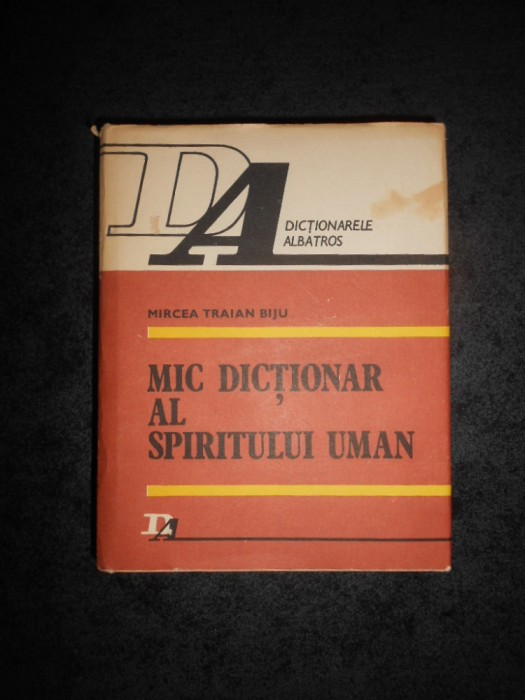 DA
DICȚIONARELE
ALBATROS
MIRCEA TRAIAN BIJU
MIC DICȚIONAR
AL
SPIRITULUI UMAN
DA